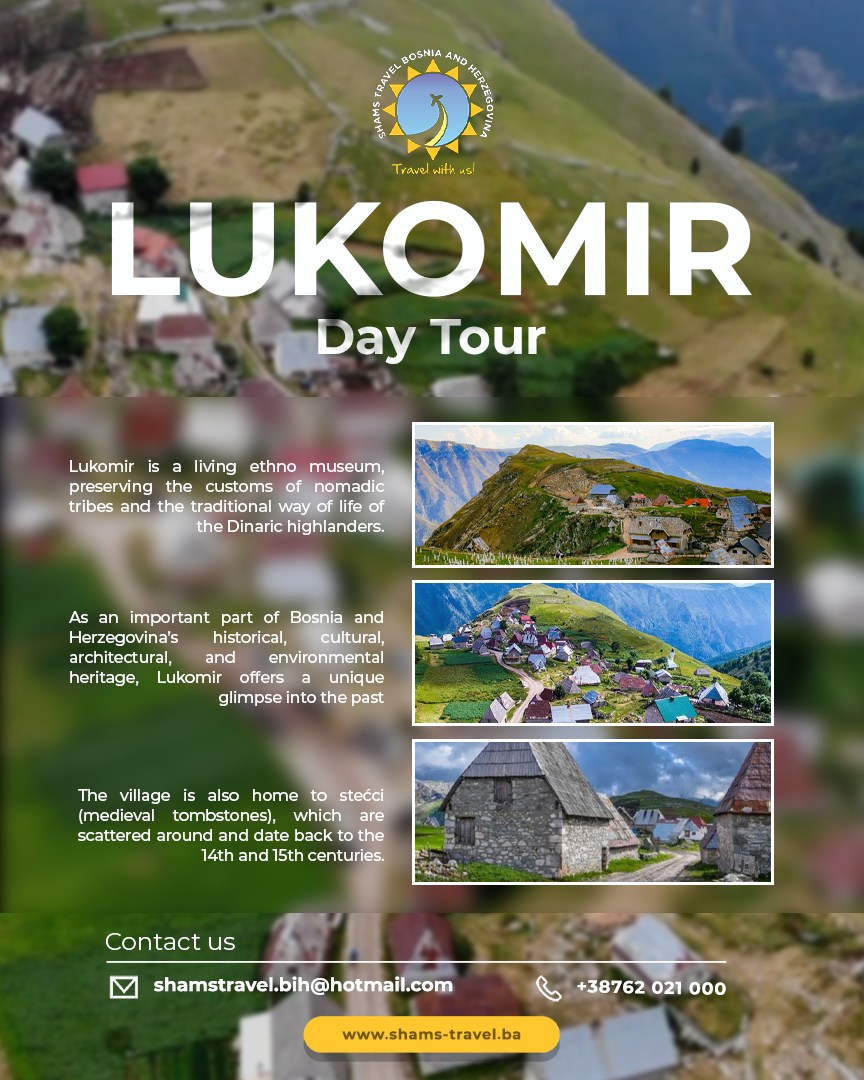 SHAMS TRAVEL BOSNIA AND HERZEGOVINA
Travel with us!
LUKOMIR
Day Tour
Lukomir is a living ethno museum,
preserving the customs of nomadic
tribes and the traditional way of life of
the Dinaric highlanders.
As an important part of Bosnia and
Herzegovina's historical, cultural,
architectural, and environmental
heritage, Lukomir offers a unique
glimpse into the past
The village is also home to stećci
(medieval tombstones), which are
scattered around and date back to the
14th and 15th centuries.
Contact us
shamstravel.bih@hotmail.com
+38762 021 000
www.shams-travel.ba